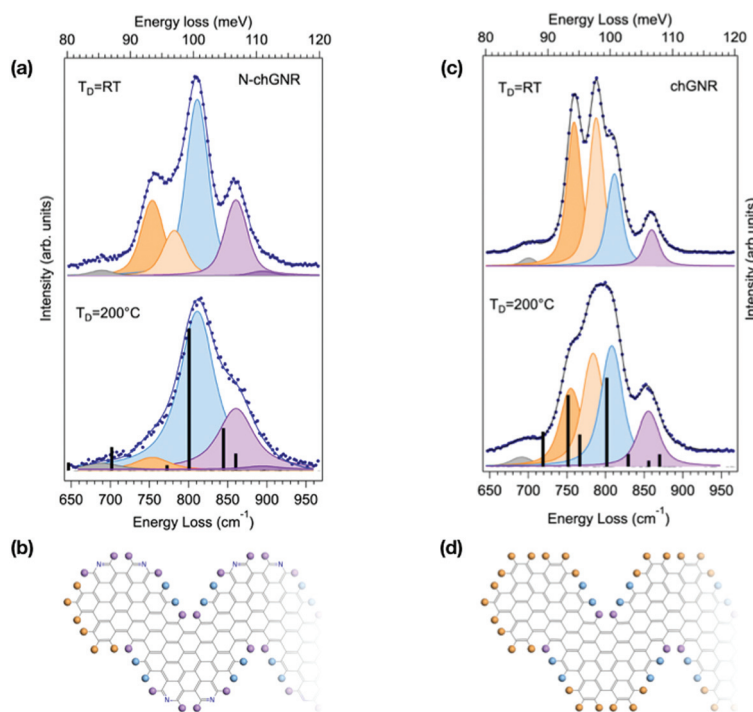 Energy loss (meV)
80 90 100 110 120
(a)
T_D=RT
N-chGNR
T_D=200°C
Intensity (arb. units)
650 700 750 800 850 900 950
Energy Loss (cm⁻¹)
(b)
N N N N
N N
Energy Loss (meV)
80 90 100 110 120
(c)
T_D=RT
chGNR
T_D=200°C
Intensity (arb. units)
650 700 750 800 850 900 950
Energy Loss (cm⁻¹)
(d)